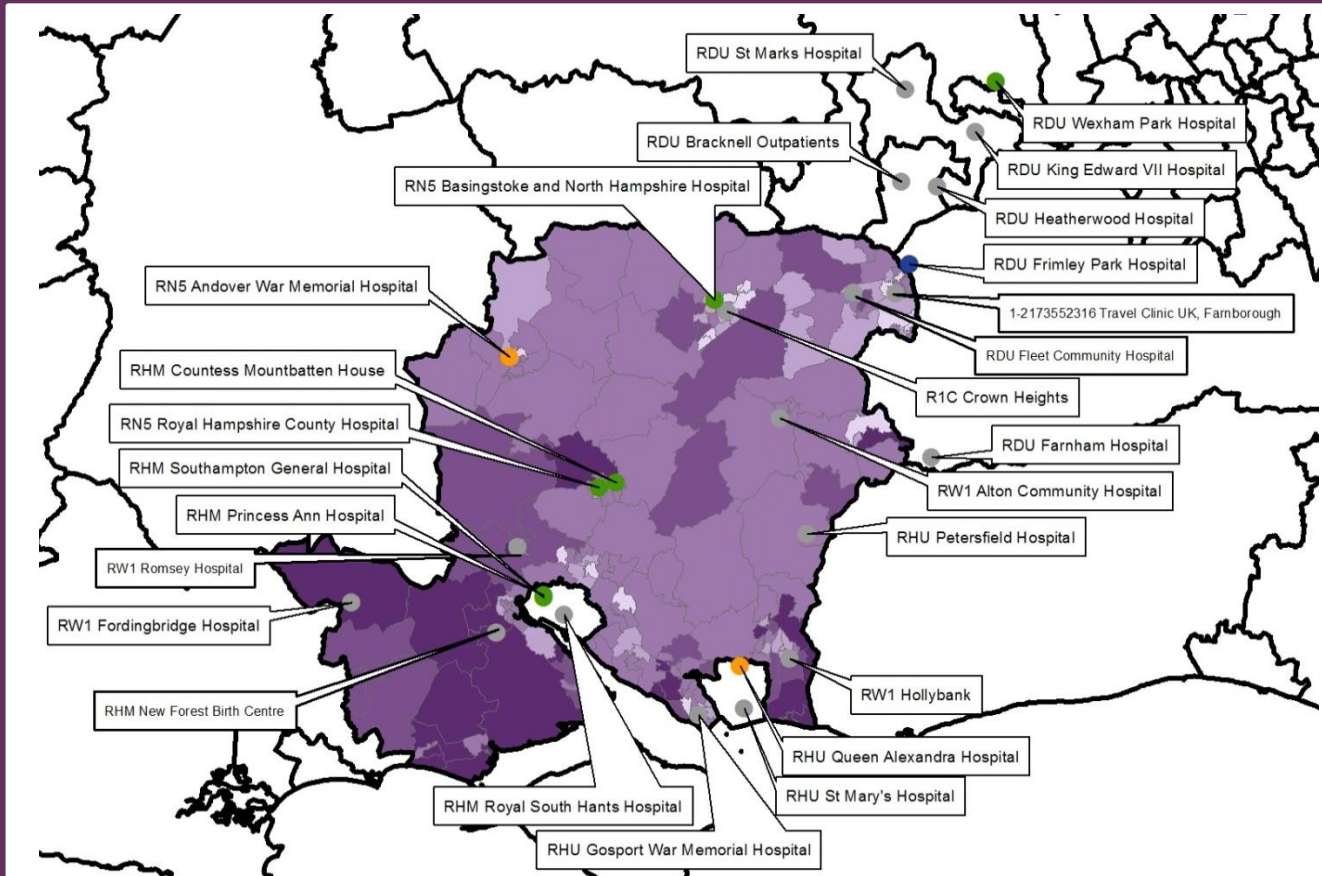 RDU St Marks Hospital
RDU Wexham Park Hospital
RDU Bracknell Outpatients
RDU King Edward VII Hospital
RN5 Basingstoke and North Hampshire Hospital
RDU Heatherwood Hospital
RDU Frimley Park Hospital
RN5 Andover War Memorial Hospital
1-2173552316 Travel Clinic UK, Farnborough
RDU Fleet Community Hospital
RHM Countess Mountbatten House
R1C Crown Heights
RN5 Royal Hampshire County Hospital
RDU Farnham Hospital
RHM Southampton General Hospital
RW1 Alton Community Hospital
RHM Princess Ann Hospital
RHU Petersfield Hospital
RW1 Romsey Hospital
RW1 Fordingbridge Hospital
RW1 Hollybank
RHM New Forest Birth Centre
RHU Queen Alexandra Hospital
RHU St Mary's Hospital
RHM Royal South Hants Hospital
RHU Gosport War Memorial Hospital